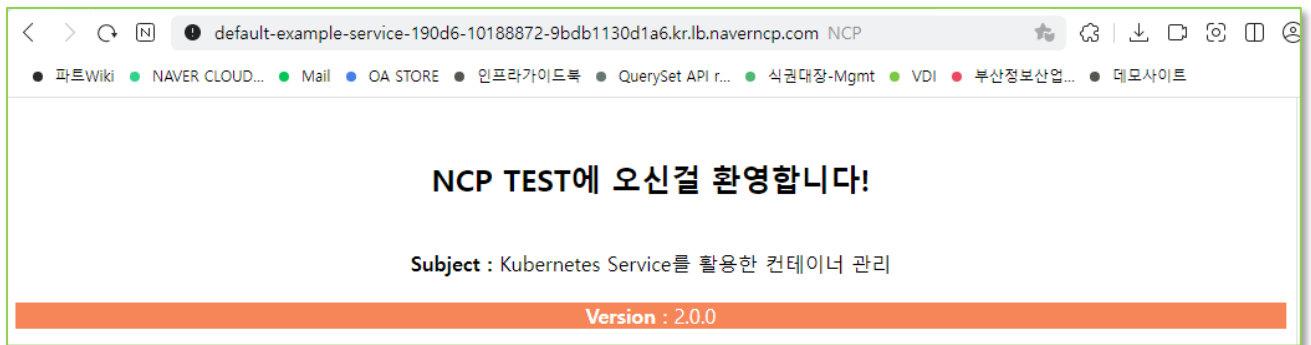 default-example-service-190d6-10188872-9bdb1130d1a6.kr.lb.naverncp.com NCP
파트Wiki NAVER CLOUD... Mail OA STORE 인프라가이드북 QuerySet API r... 식권대장-Mgmt VDI 부산정보산업... 데모사이트
NCP TEST에 오신걸 환영합니다!
Subject : Kubernetes Service를 활용한 컨테이너 관리
Version : 2.0.0